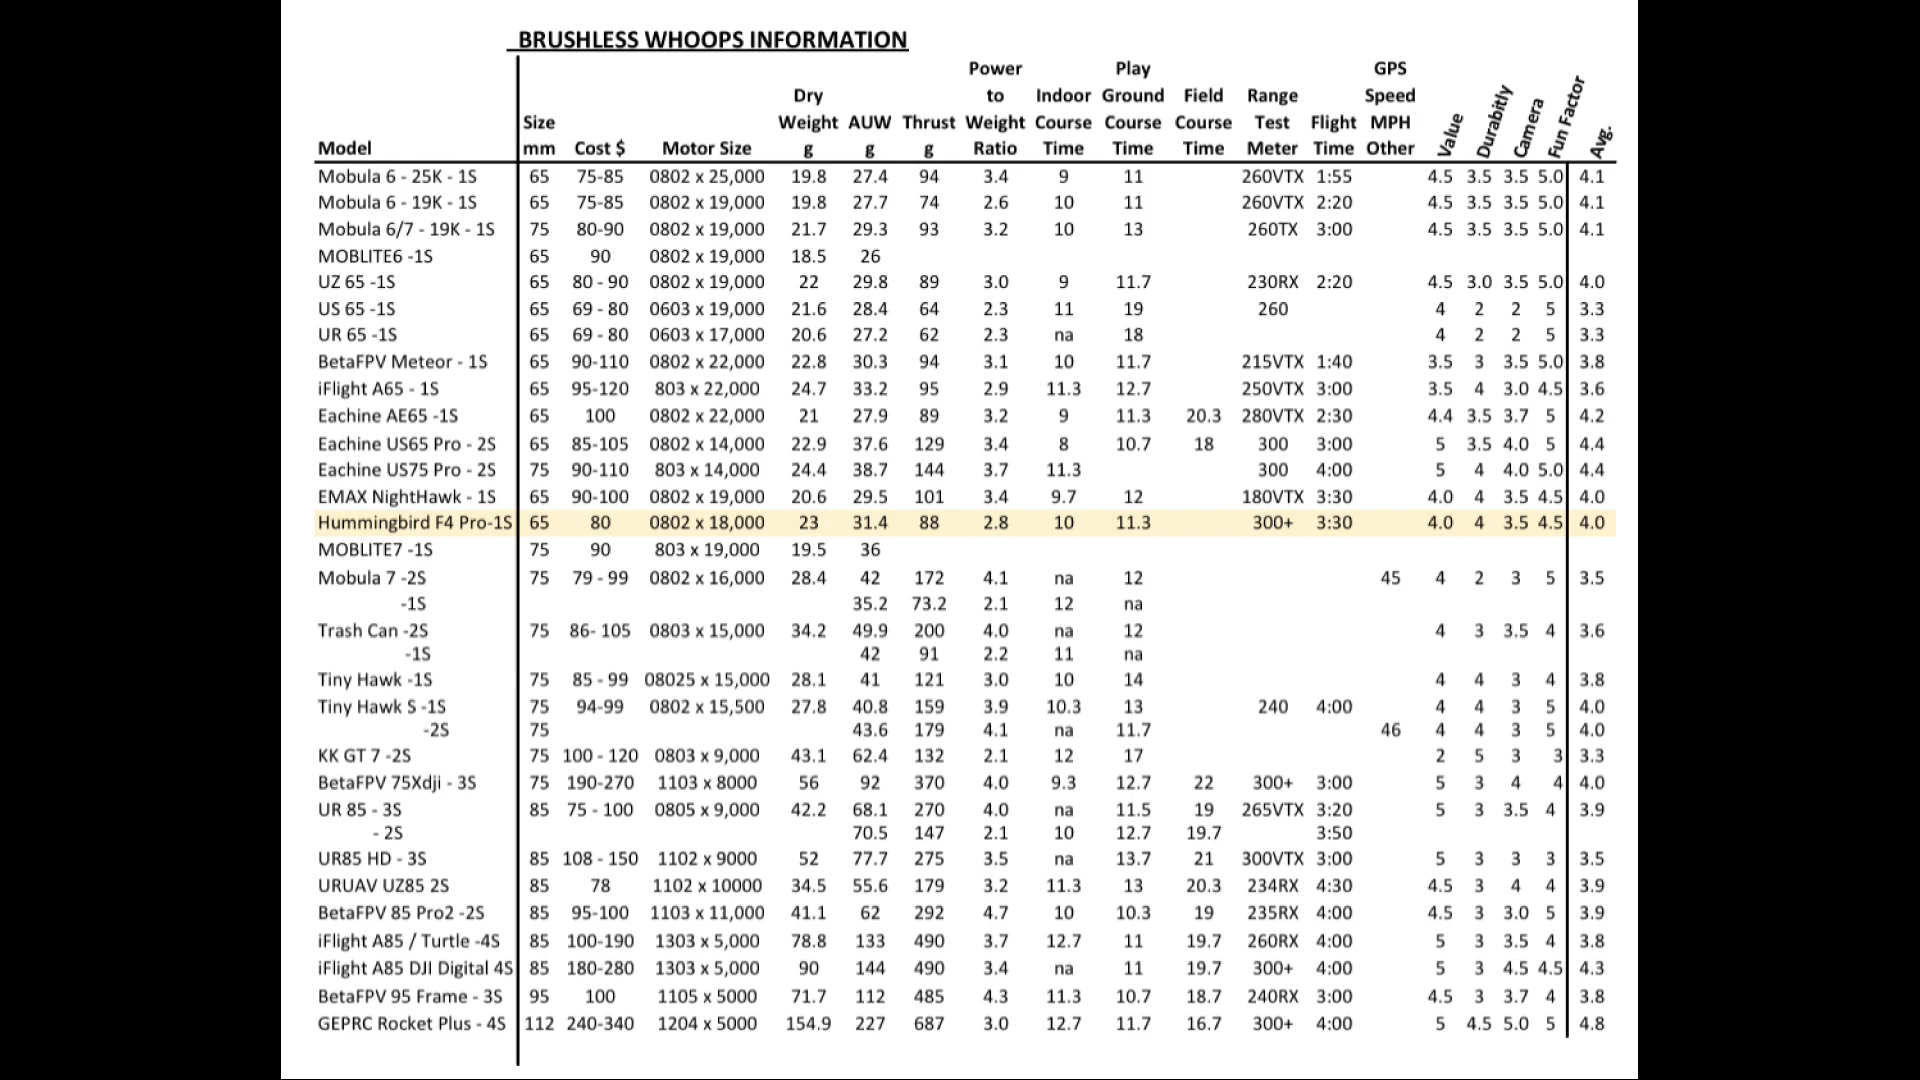 BRUSHLESS WHOOPS INFORMATION
Power Play GPS
Dry to Indoor Ground Field Range Speed
Size Weight AUW Thrust Weight Course Course Course Test Flight MPH
Model mm Cost $ Motor Size g g g Ratio Time Time Time Meter Time Other Value Durabitly Camera Fun Factor Avg.
Mobula 6 - 25K - 1S 65 75-85 0802 x 25,000 19.8 27.4 94 3.4 9 11 260VTX 1:55 4.5 3.5 3.5 5.0 4.1
Mobula 6 - 19K - 1S 65 75-85 0802 x 19,000 19.8 27.7 74 2.6 10 11 260VTX 2:20 4.5 3.5 3.5 5.0 4.1
Mobula 6/7 - 19K - 1S 75 80-90 0802 x 19,000 21.7 29.3 93 3.2 10 13 260TX 3:00 4.5 3.5 3.5 5.0 4.1
MOBLITE6 -1S 65 90 0802 x 19,000 18.5 26
UZ 65 -1S 65 80 - 90 0802 x 19,000 22 29.8 89 3.0 9 11.7 230RX 2:20 4.5 3.0 3.5 5.0 4.0
US 65 -1S 65 69 - 80 0603 x 19,000 21.6 28.4 64 2.3 11 19 260 4 2 2 5 3.3
UR 65 -1S 65 69 - 80 0603 x 17,000 20.6 27.2 62 2.3 na 18 4 2 2 5 3.3
BetaFPV Meteor - 1S 65 90-110 0802 x 22,000 22.8 30.3 94 3.1 10 11.7 215VTX 1:40 3.5 3 3.5 5.0 3.8
iFlight A65 - 1S 65 95-120 803 x 22,000 24.7 33.2 95 2.9 11.3 12.7 250VTX 3:00 3.5 4 3.0 4.5 3.6
Eachine AE65 -1S 65 100 0802 x 22,000 21 27.9 89 3.2 9 11.3 20.3 280VTX 2:30 4.4 3.5 3.7 5 4.2
Eachine US65 Pro - 2S 65 85-105 0802 x 14,000 22.9 37.6 129 3.4 8 10.7 18 300 3:00 5 3.5 4.0 5 4.4
Eachine US75 Pro - 2S 75 90-110 803 x 14,000 24.4 38.7 144 3.7 11.3 300 4:00 5 4 4.0 5.0 4.4
EMAX NightHawk - 1S 65 90-100 0802 x 19,000 20.6 29.5 101 3.4 9.7 12 180VTX 3:30 4.0 4 3.5 4.5 4.0
Hummingbird F4 Pro-1S 65 80 0802 x 18,000 23 31.4 88 2.8 10 11.3 300+ 3:30 4.0 4 3.5 4.5 4.0
MOBLITE7 -1S 75 90 803 x 19,000 19.5 36
Mobula 7 -2S 75 79 - 99 0802 x 16,000 28.4 42 172 4.1 na 12 45 4 2 3 5 3.5
-1S 35.2 73.2 2.1 12 na
Trash Can -2S 75 86- 105 0803 x 15,000 34.2 49.9 200 4.0 na 12 4 3 3.5 4 3.6
-1S 42 91 2.2 11 na
Tiny Hawk -1S 75 85 - 99 08025 x 15,000 28.1 41 121 3.0 10 14 4 4 3 4 3.8
Tiny Hawk S -1S 75 94-99 0802 x 15,500 27.8 40.8 159 3.9 10.3 13 240 4:00 4 4 3 5 4.0
-2S 75 43.6 179 4.1 na 11.7 46 4 4 3 5 4.0
KK GT 7 -2S 75 100 - 120 0803 x 9,000 43.1 62.4 132 2.1 12 17 2 5 3 3 3.3
BetaFPV 75Xdji - 3S 75 190-270 1103 x 8000 56 92 370 4.0 9.3 12.7 22 300+ 3:00 5 3 4 4 4.0
UR 85 - 3S 85 75 - 100 0805 x 9,000 42.2 68.1 270 4.0 na 11.5 19 265VTX 3:20 5 3 3.5 4 3.9
- 2S 70.5 147 2.1 10 12.7 19.7 3:50
UR85 HD - 3S 85 108 - 150 1102 x 9000 52 77.7 275 3.5 na 13.7 21 300VTX 3:00 5 3 3 3 3.5
URUAV UZ85 2S 85 78 1102 x 10000 34.5 55.6 179 3.2 11.3 13 20.3 234RX 4:30 4.5 3 4 4 3.9
BetaFPV 85 Pro2 -2S 85 95-100 1103 x 11,000 41.1 62 292 4.7 10 10.3 19 235RX 4:00 4.5 3 3.0 5 3.9
iFlight A85 / Turtle -4S 85 100-190 1303 x 5,000 78.8 133 490 3.7 12.7 11 19.7 260RX 4:00 5 3 3.5 4 3.8
iFlight A85 DJI Digital 4S 85 180-280 1303 x 5,000 90 144 490 3.4 na 11 19.7 300+ 4:00 5 3 4.5 4.5 4.3
BetaFPV 95 Frame - 3S 95 100 1105 x 5000 71.7 112 485 4.3 11.3 10.7 18.7 240RX 3:00 4.5 3 3.7 4 3.8
GEPRC Rocket Plus - 4S 112 240-340 1204 x 5000 154.9 227 687 3.0 12.7 11.7 16.7 300+ 4:00 5 4.5 5.0 5 4.8